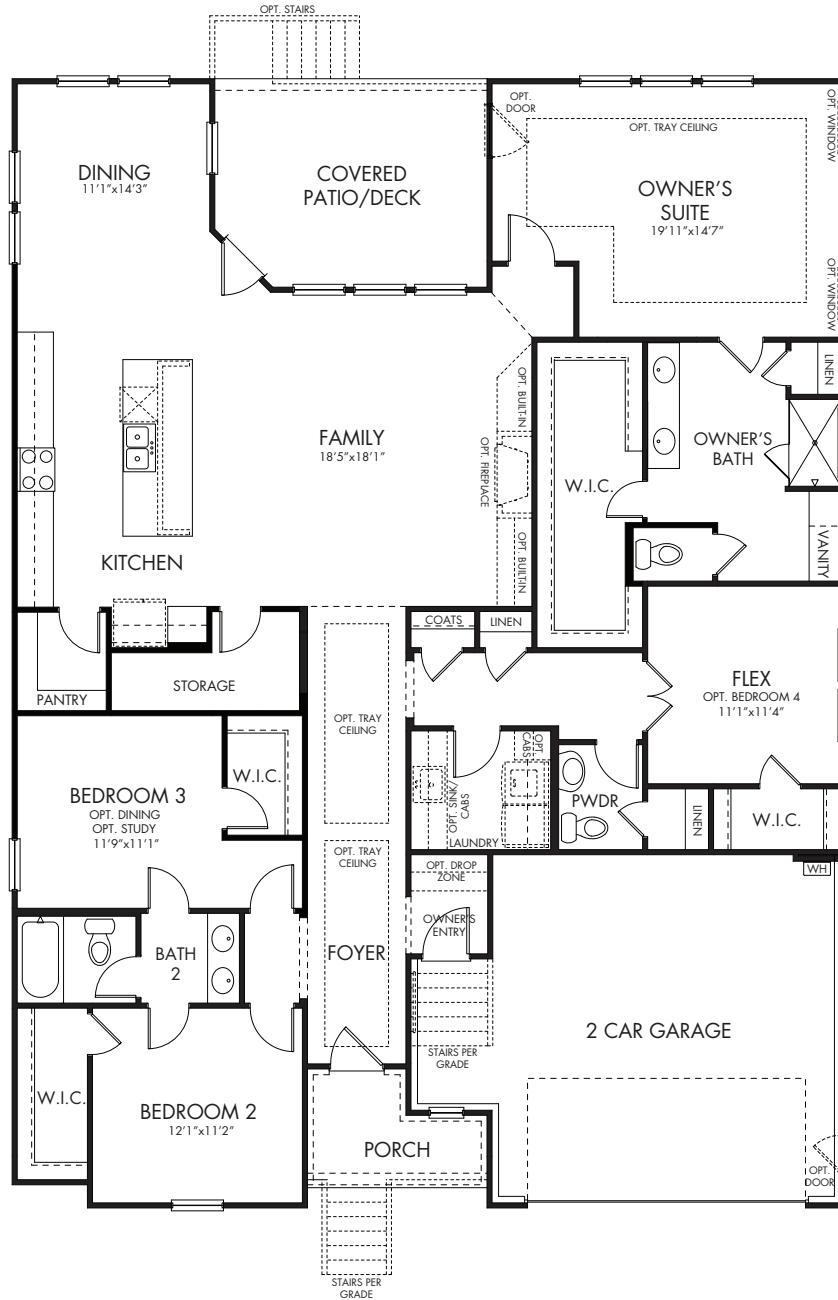 OPT. STAIRS
DINING
11'1"x14'3"
COVERED
PATIO/DECK
OPT.
DOOR
OPT. TRAY CEILING
OPT. WINDOW
OWNER'S
SUITE
19'11"x14'7"
OPT. WINDOW
LINEN
OPT. BUILT-IN
FAMILY
18'5"x18'1"
OPT. FIREPLACE
OWNER'S
BATH
W.I.C.
OPT. BUILT-IN
VANITY
KITCHEN
COATS
LINEN
PANTRY
STORAGE
OPT. TRAY
CEILING
FLEX
OPT. BEDROOM 4
11'1"x11'4"
OPT.
CABS
W.I.C.
BEDROOM 3
OPT. DINING
OPT. STUDY
11'9"x11'1"
OPT. SINK/
CABS
LAUNDRY
PWDR
LINEN
W.I.C.
OPT. TRAY
CEILING
OPT. DROP
ZONE
WH
OWNER'S
ENTRY
BATH
2
FOYER
2 CAR GARAGE
STAIRS PER
GRADE
W.I.C.
BEDROOM 2
12'1"x11'2"
PORCH
OPT.
DOOR
STAIRS PER
GRADE